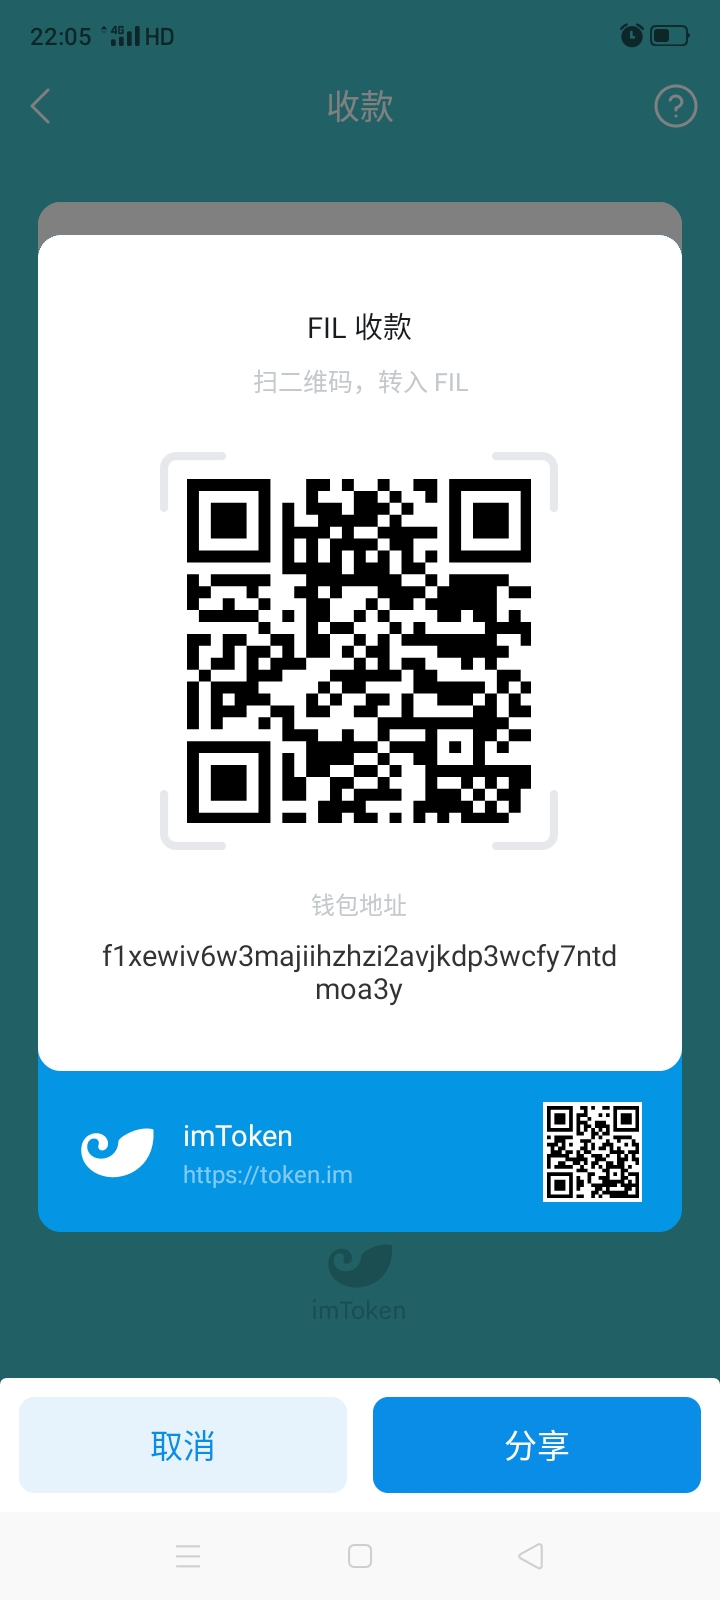 22:05 4G HD
收款
FIL 收款
扫二维码，转入 FIL
钱包地址
f1xewiv6w3majiihzhzi2avjkdp3wcfy7ntd
moa3y
imToken
https://token.im
imToken
取消
分享